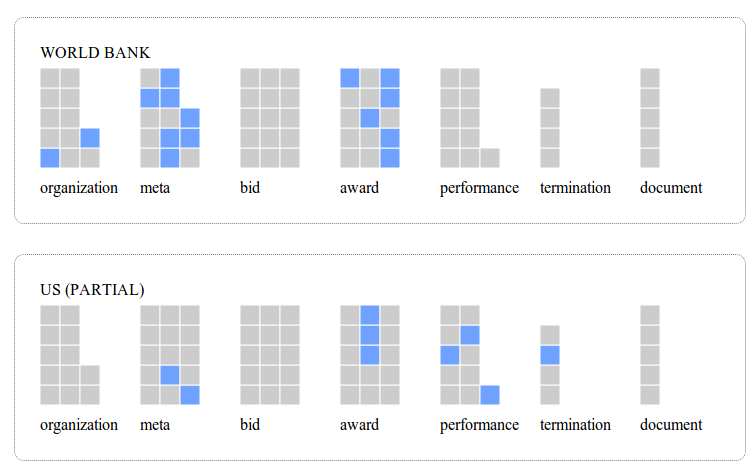 WORLD BANK
organization meta bid award performance termination document
US (PARTIAL)
organization meta bid award performance termination document